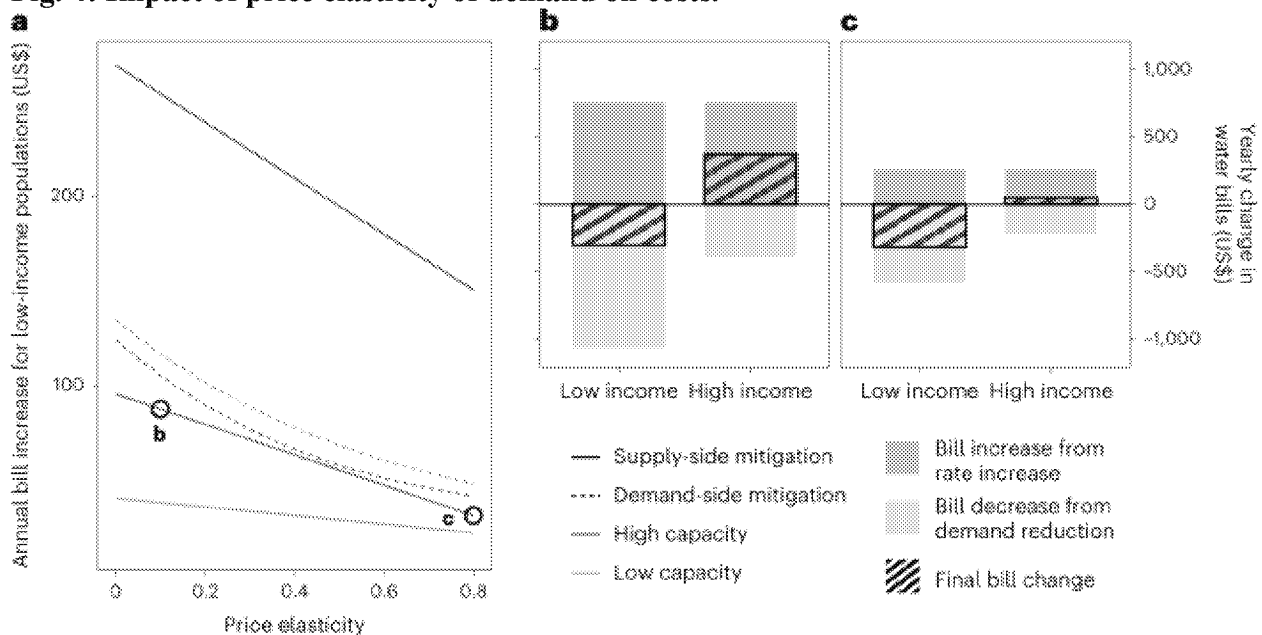 Fig. 4: Impact of price elasticity of demand on costs.
a
b
c
Annual bill increase for low-income populations (US$)
200
100
b
c
0
0.2
0.4
0.6
0.8
Price elasticity
1,000
500
0
-500
-1,000
Yearly change in
water bills (US$)
Low income High income
Low income High income
Supply-side mitigation
Demand-side mitigation
High capacity
Low capacity
Bill increase from
rate increase
Bill decrease from
demand reduction
Final bill change